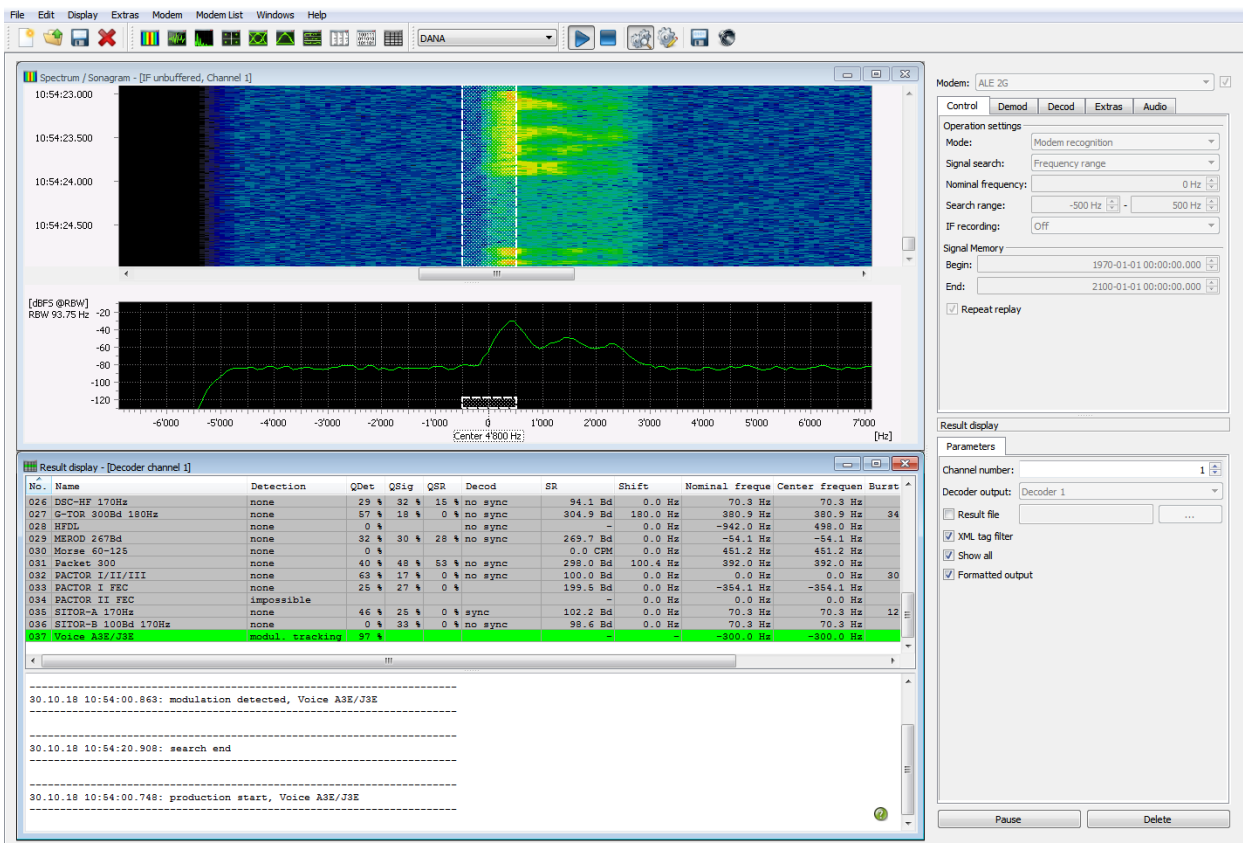 File Edit Display Extras Modem Modem List Windows Help
DANA
Spectrum / Sonagram - [IF unbuffered, Channel 1]
10:54:23.000
10:54:23.500
10:54:24.000
10:54:24.500
[dBFS @RBW]
RBW 93.75 Hz
-20
-40
-60
-80
-100
-120
-6'000 -5'000 -4'000 -3'000 -2'000 -1'000 0 1'000 2'000 3'000 4'000 5'000 6'000 7'000
Center 4'800 Hz
[Hz]
Result display - [Decoder channel 1]
No. Name Detection QDet QSig QSR Decod SR Shift Nominal freque Center frequen Burst
026 DSC-HF 170Hz none 29 % 32 % 15 % no sync 94.1 Bd 0.0 Hz 70.3 Hz 70.3 Hz
027 G-TOR 300Bd 180Hz none 57 % 18 % 0 % no sync 304.9 Bd 180.0 Hz 380.9 Hz 380.9 Hz 34
028 HFDL none 0 % no sync - 0.0 Hz -942.0 Hz 498.0 Hz
029 MEROD 267Bd none 32 % 30 % 28 % no sync 269.7 Bd 0.0 Hz -54.1 Hz -54.1 Hz
030 Morse 60-125 none 0 % 0.0 CPM 0.0 Hz 451.2 Hz 451.2 Hz
031 Packet 300 none 40 % 48 % 53 % no sync 298.0 Bd 100.4 Hz 392.0 Hz 392.0 Hz
032 PACTOR I/II/III none 63 % 17 % 0 % no sync 100.0 Bd 0.0 Hz 0.0 Hz 0.0 Hz 30
033 PACTOR I FEC none 25 % 27 % 0 % 199.5 Bd 0.0 Hz -354.1 Hz -354.1 Hz
034 PACTOR II FEC impossible - 0.0 Hz 0.0 Hz
035 SITOR-A 170Hz none 46 % 25 % 0 % sync 102.2 Bd 0.0 Hz 70.3 Hz 70.3 Hz 12
036 SITOR-B 100Bd 170Hz none 0 % 33 % 0 % no sync 98.6 Bd 0.0 Hz 70.3 Hz 70.3 Hz
037 Voice A3E/J3E modul. tracking 97 % - - -300.0 Hz -300.0 Hz
30.10.18 10:54:00.863: modulation detected, Voice A3E/J3E
30.10.18 10:54:20.908: search end
30.10.18 10:54:00.748: production start, Voice A3E/J3E
Modem: ALE 2G
Control Demod Decod Extras Audio
Operation settings
Mode: Modem recognition
Signal search: Frequency range
Nominal frequency: 0 Hz
Search range: -500 Hz - 500 Hz
IF recording: Off
Signal Memory
Begin: 1970-01-01 00:00:00.000
End: 2100-01-01 00:00:00.000
Repeat replay
Result display
Parameters
Channel number: 1
Decoder output: Decoder 1
Result file ...
XML tag filter
Show all
Formatted output
Pause Delete